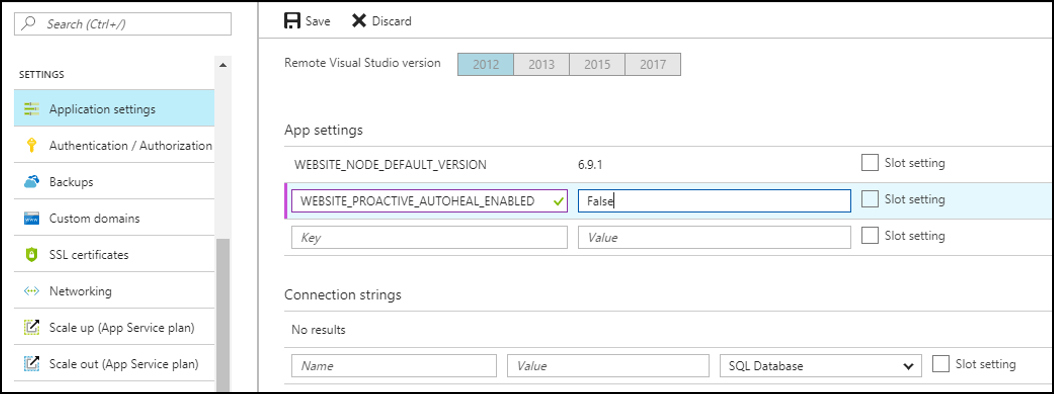 Search (Ctrl+/)
SETTINGS
Application settings
Authentication / Authorization
Backups
Custom domains
SSL certificates
Networking
Scale up (App Service plan)
Scale out (App Service plan)
Save Discard
Remote Visual Studio version 2012 2013 2015 2017
App settings
WEBSITE_NODE_DEFAULT_VERSION 6.9.1 Slot setting
WEBSITE_PROACTIVE_AUTOHEAL_ENABLED False Slot setting
Key Value Slot setting
Connection strings
No results
Name Value SQL Database Slot setting